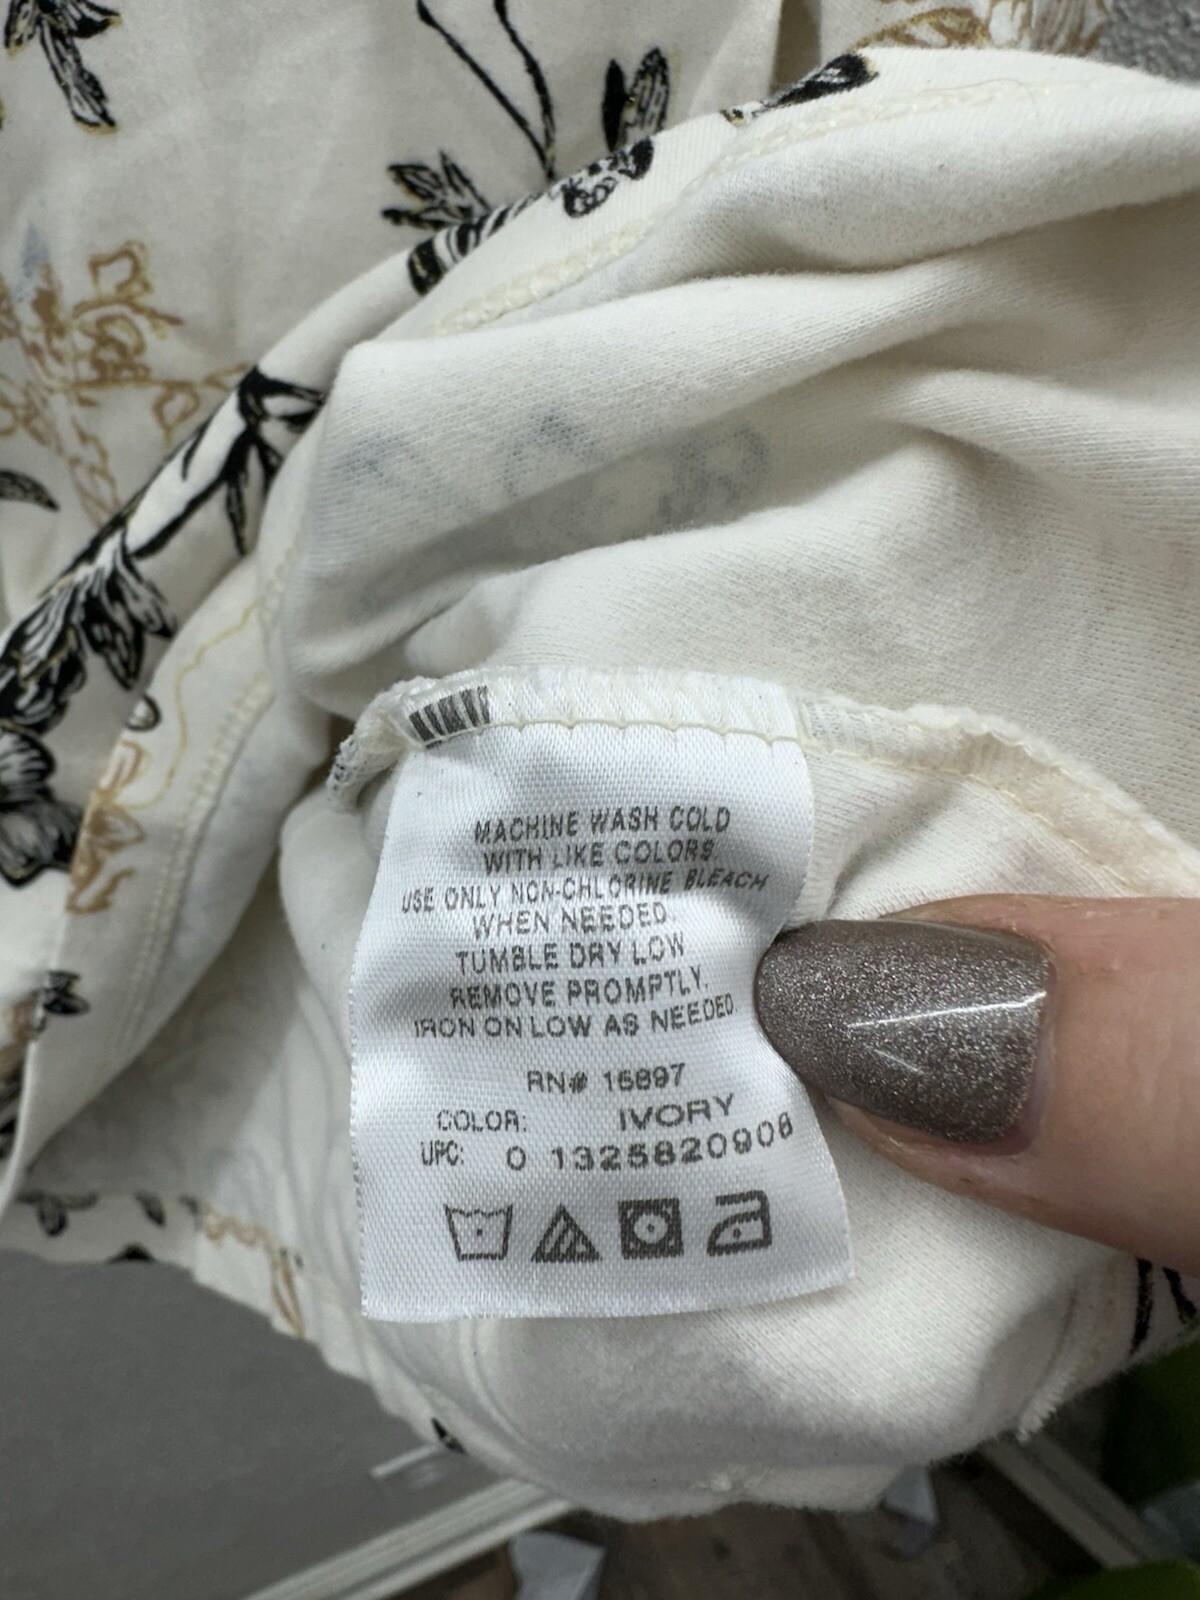 MACHINE WASH COLD
WITH LIKE COLORS.
USE ONLY NON-CHLORINE BLEACH
WHEN NEEDED.
TUMBLE DRY LOW
REMOVE PROMPTLY.
IRON ON LOW AS NEEDED
RN# 15897
COLOR: IVORY
UPC: 0 1325820908